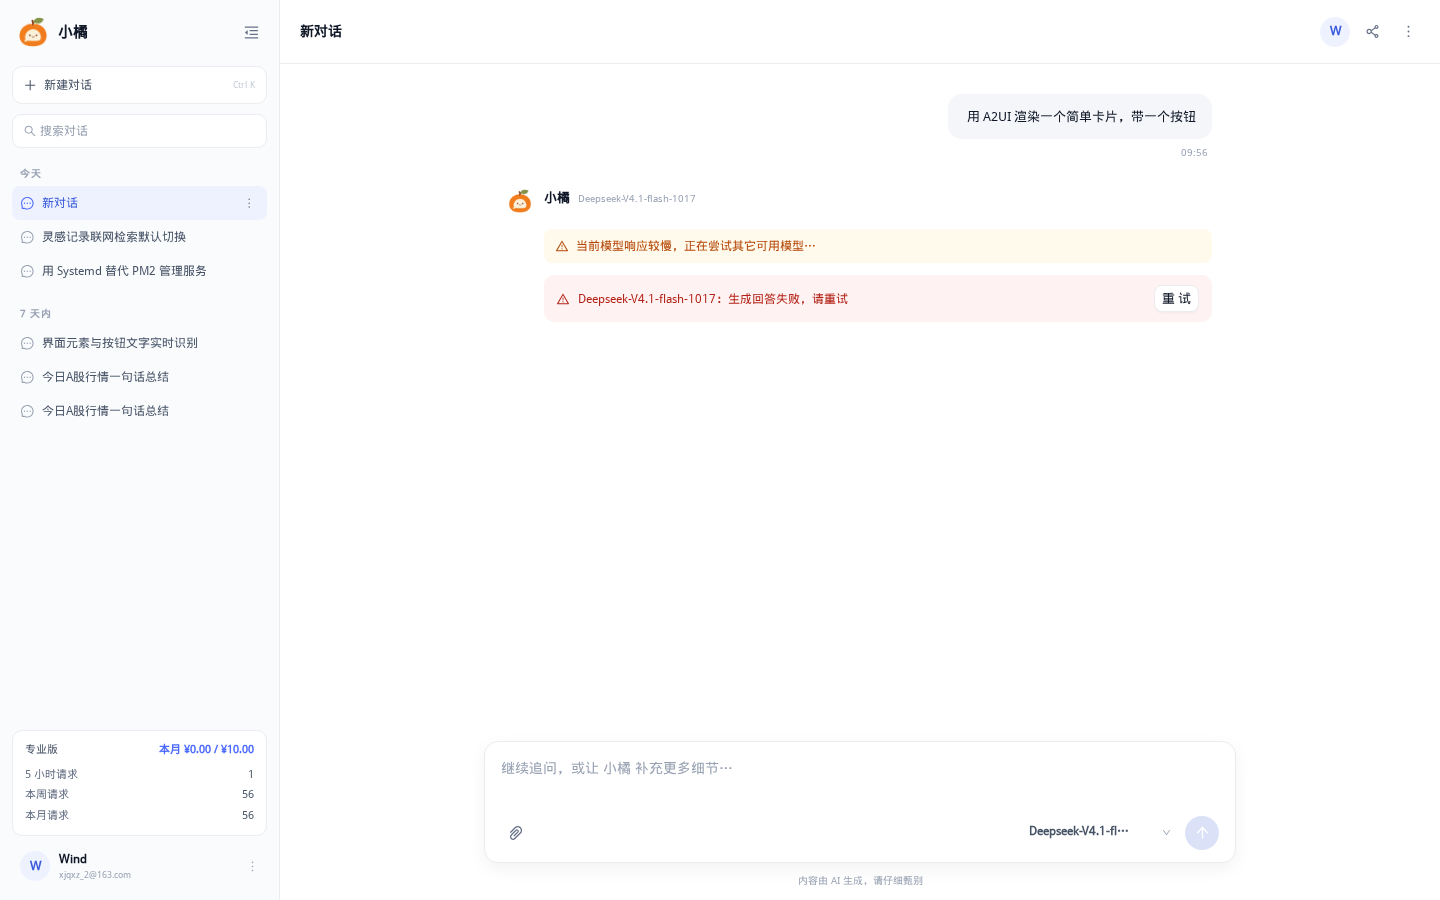 小橘
新建对话
Ctrl K
搜索对话
今天
新对话
灵感记录联网检索默认切换
用 Systemd 替代 PM2 管理服务
7 天内
界面元素与按钮文字实时识别
今日A股行情一句话总结
今日A股行情一句话总结
专业版
本月 ¥0.00 / ¥10.00
5 小时请求
1
本周请求
56
本月请求
56
W
Wind
xjqxz_2@163.com
新对话
W
用 A2UI 渲染一个简单卡片，带一个按钮
09:56
小橘 Deepseek-V4.1-flash-1017
当前模型响应较慢，正在尝试其它可用模型…
Deepseek-V4.1-flash-1017：生成回答失败，请重试
重 试
继续追问，或让 小橘 补充更多细节…
Deepseek-V4.1-fl…
内容由 AI 生成，请仔细甄别